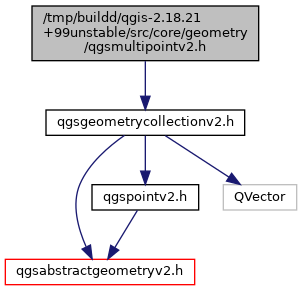 /tmp/buildd/qgis-2.18.21
+99unstable/src/core/geometry
/qgsmultipointv2.h
qgsgeometrycollectionv2.h
qgspointv2.h
QVector
qgsabstractgeometryv2.h